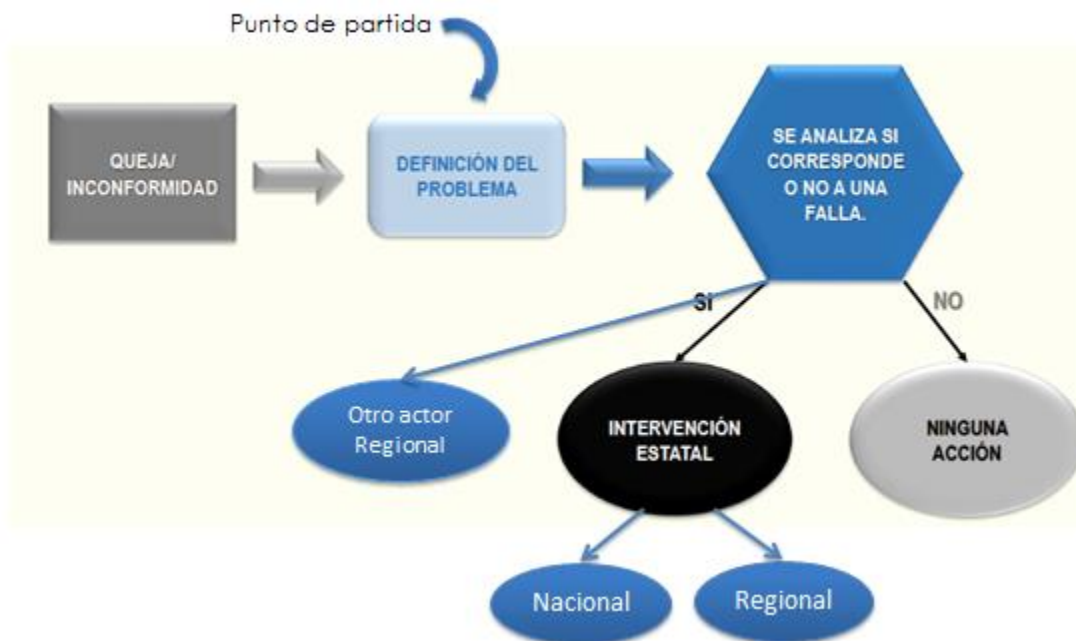 Punto de partida
QUEJA/
INCONFORMIDAD
DEFINICIÓN DEL
PROBLEMA
SE ANALIZA SI
CORRESPONDE
O NO A UNA
FALLA.
SI
NO
Otro actor
Regional
INTERVENCIÓN
ESTATAL
NINGUNA
ACCIÓN
Nacional
Regional